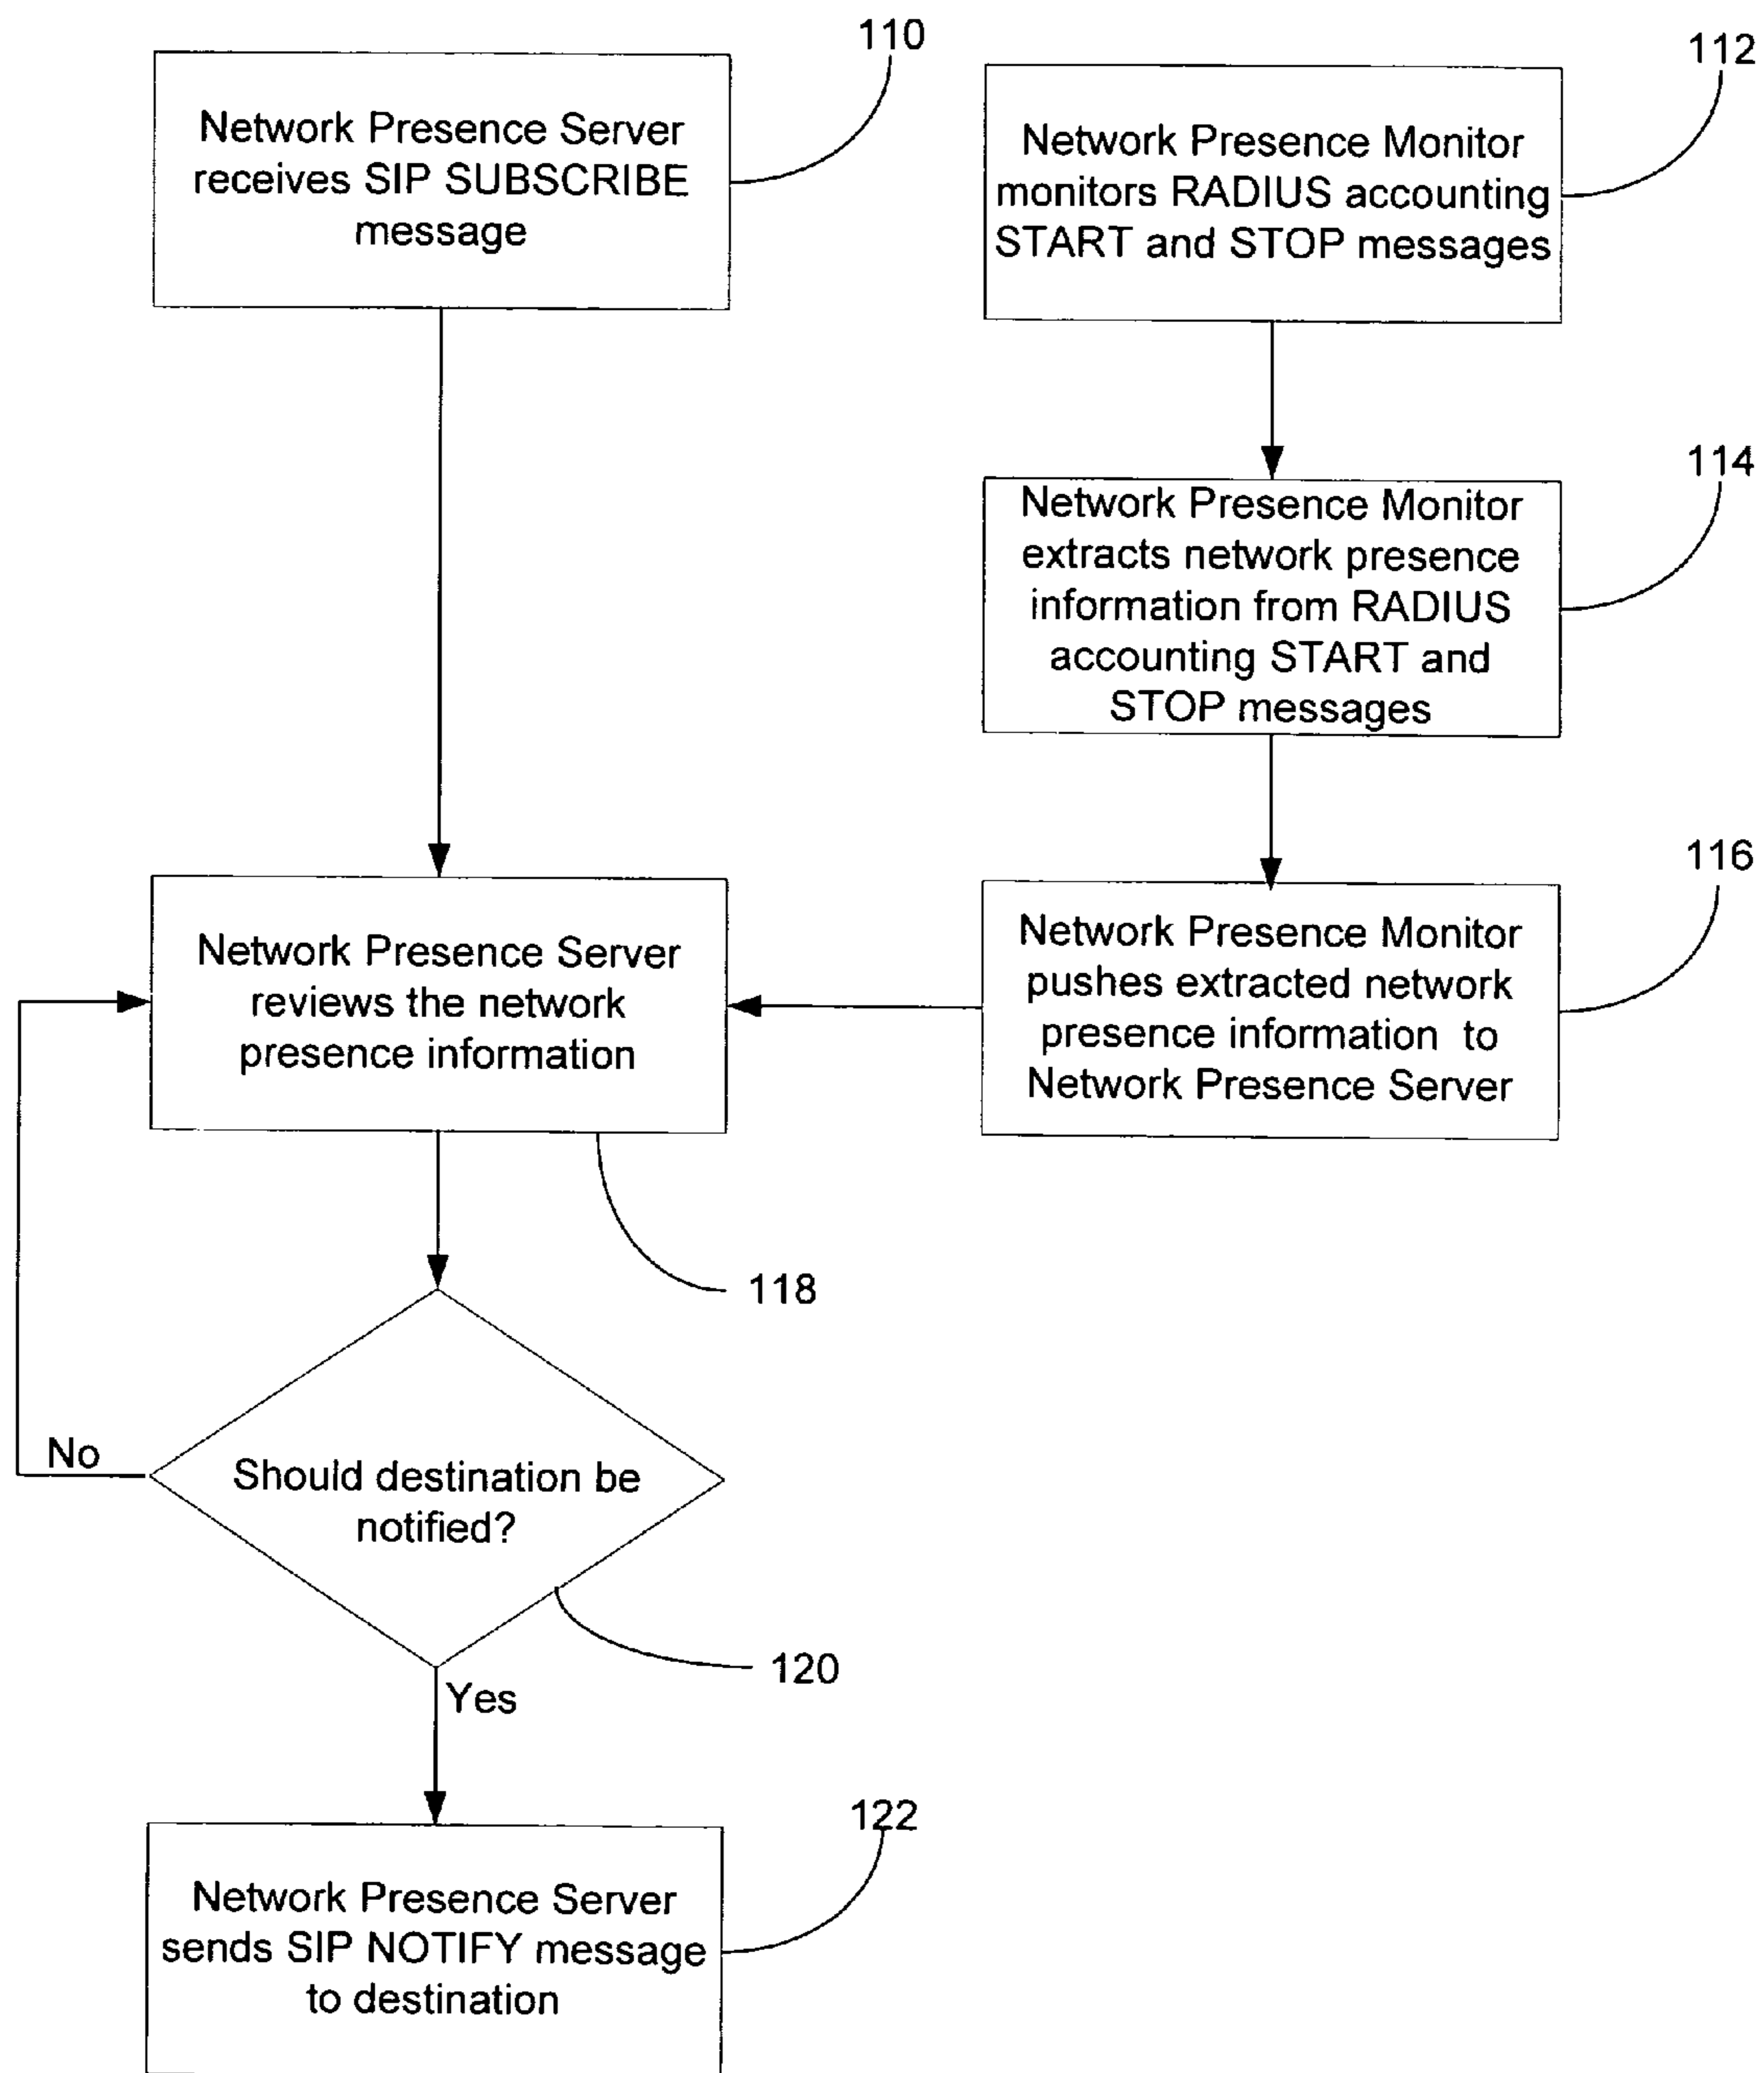 110
Network Presence Server
receives SIP SUBSCRIBE
message
112
Network Presence Monitor
monitors RADIUS accounting
START and STOP messages
114
Network Presence Monitor
extracts network presence
information from RADIUS
accounting START and
STOP messages
116
Network Presence Monitor
pushes extracted network
presence information to
Network Presence Server
Network Presence Server
reviews the network
presence information
118
No
Should destination be
notified?
120
Yes
122
Network Presence Server
sends SIP NOTIFY message
to destination